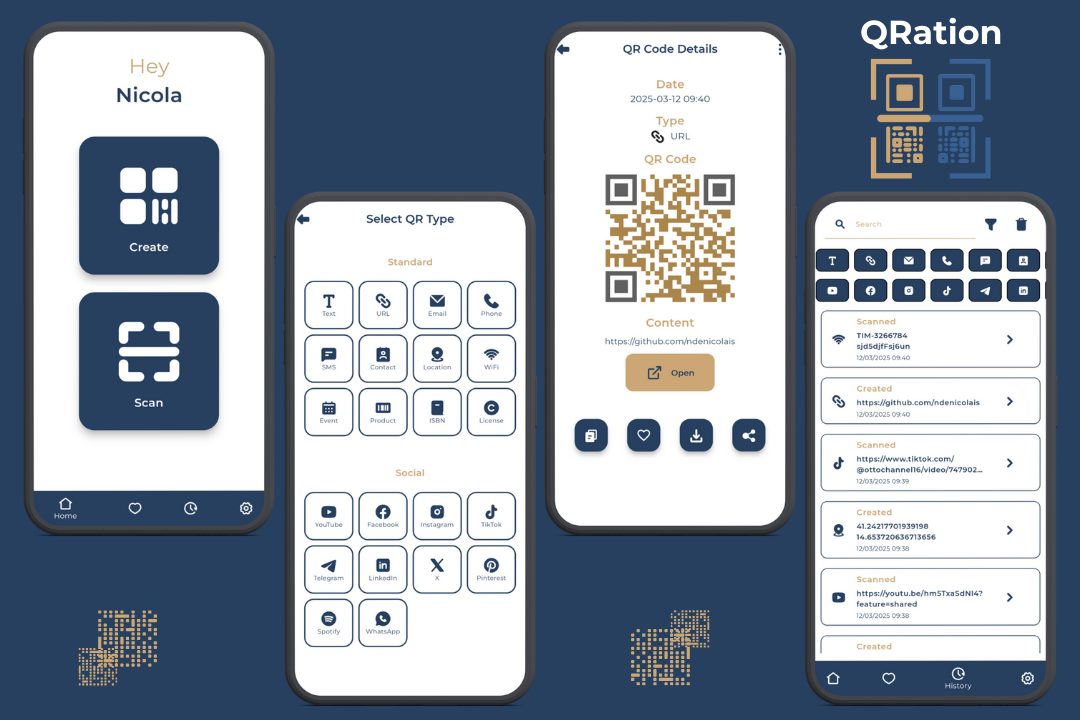 QRation
Hey
Nicola
Create
Scan
Home
Select QR Type
Standard
Text
URL
Email
Phone
SMS
Contact
Location
WiFi
Event
Product
ISBN
License
Social
YouTube
Facebook
Instagram
TikTok
Telegram
LinkedIn
X
Pinterest
Spotify
WhatsApp
QR Code Details
Date
2025-03-12 09:40
Type
URL
QR Code
Content
https://github.com/ndenicolais
Open
Search
Scanned
TIM-3266784
sjd5djfFsj6un
12/03/2025 09:40
Created
https://github.com/ndenicolais
12/03/2025 09:40
Scanned
https://www.tiktok.com/
@ottochannel16/video/747902...
12/03/2025 09:39
Created
41.24217701939198
14.653720636713656
12/03/2025 09:38
Scanned
https://youtu.be/hm5TxaSdNI4?
feature=shared
12/03/2025 09:38
Created
History